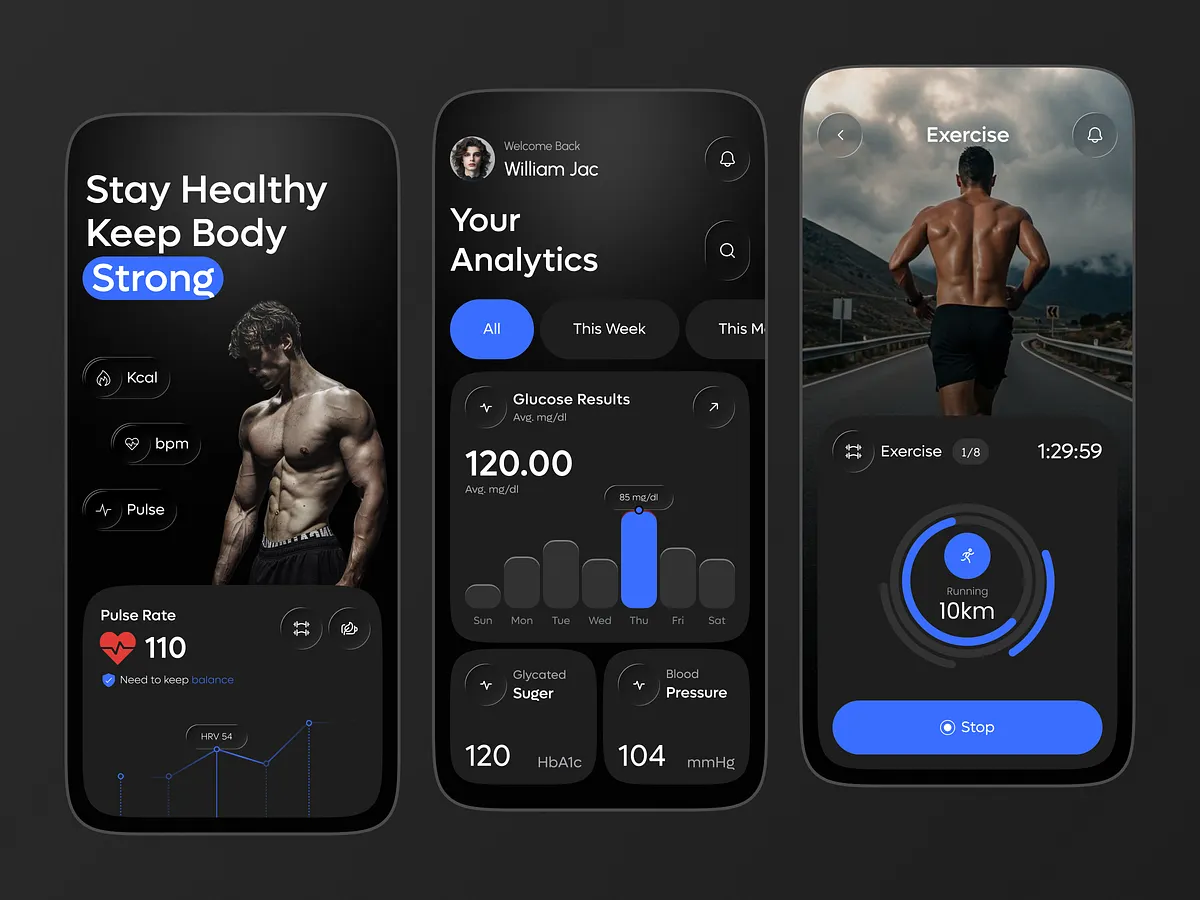 Stay Healthy
Keep Body
Strong
Kcal
bpm
Pulse
Pulse Rate
110
Need to keep balance
HRV 54
Welcome Back
William Jac
Your
Analytics
All
This Week
This M
Glucose Results
Avg. mg/dl
120.00
Avg. mg/dl
85 mg/dl
Sun Mon Tue Wed Thu Fri Sat
Glycated
Suger
120 HbA1c
Blood
Pressure
104 mmHg
Exercise
Exercise 1/8 1:29:59
Running
10km
Stop